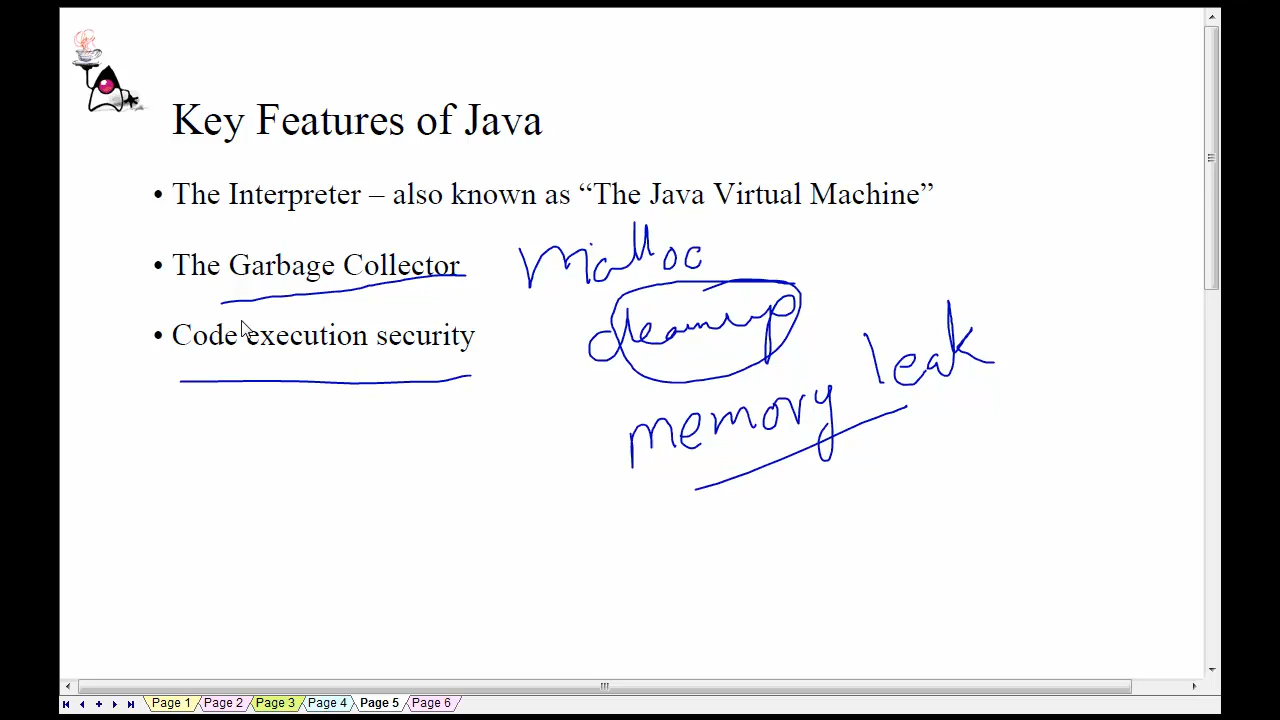 Key Features of Java
• The Interpreter – also known as “The Java Virtual Machine”
• The Garbage Collector
Malloc
• Code execution security
cleanup
memory leak
Page 1 Page 2 Page 3 Page 4 Page 5 Page 6